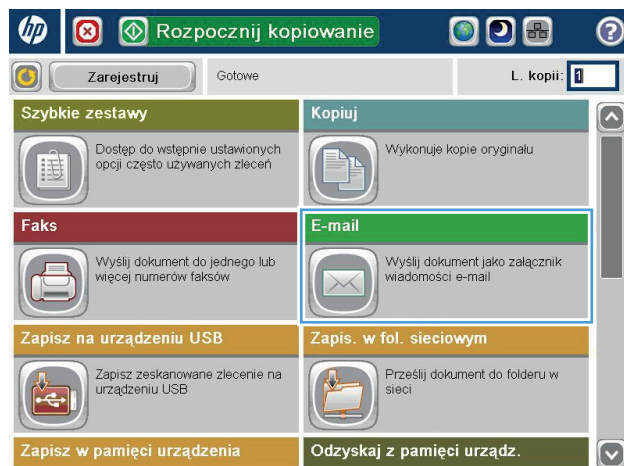 hp
Rozpocznij kopiowanie
?
Zarejestruj
Gotowe
L. kopii: 1
Szybkie zestawy
Dostęp do wstępnie ustawionych
opcji często używanych zleceń
Kopiuj
Wykonuje kopie oryginału
Faks
Wyślij dokument do jednego lub
więcej numerów faksów
E-mail
Wyślij dokument jako załącznik
wiadomości e-mail
Zapisz na urządzeniu USB
Zapisz zeskanowane zlecenie na
urządzeniu USB
Zapis. w fol. sieciowym
Prześlij dokument do folderu w
sieci
Zapisz w pamięci urządzenia
Odzyskaj z pamięci urządz.